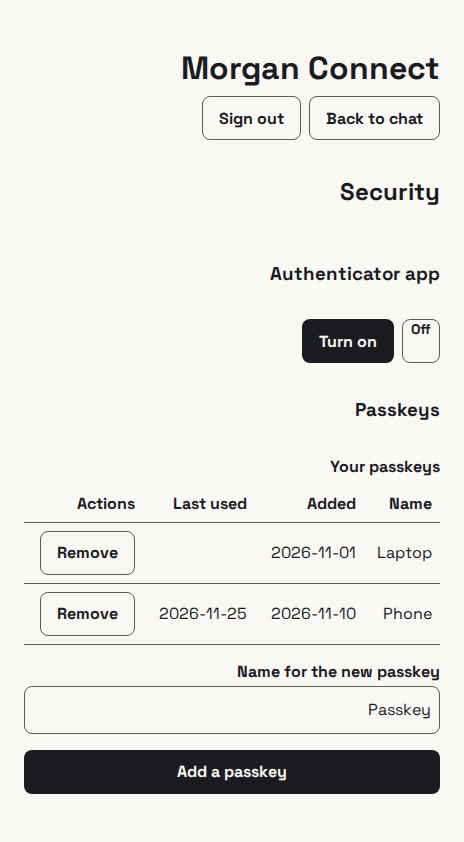 Morgan Connect
Back to chat Sign out
Security
Authenticator app
Off Turn on
Passkeys
Your passkeys
Name Added Last used Actions
Laptop 2026-11-01 Remove
Phone 2026-11-10 2026-11-25 Remove
Name for the new passkey
Passkey
Add a passkey